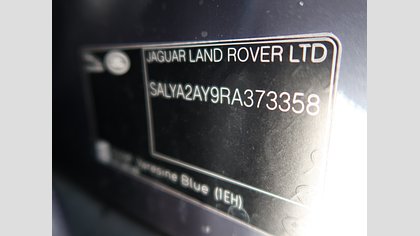 JAGUAR LAND ROVER LTD
SALYA2AY9RA373358
Varesine Blue (1EH)